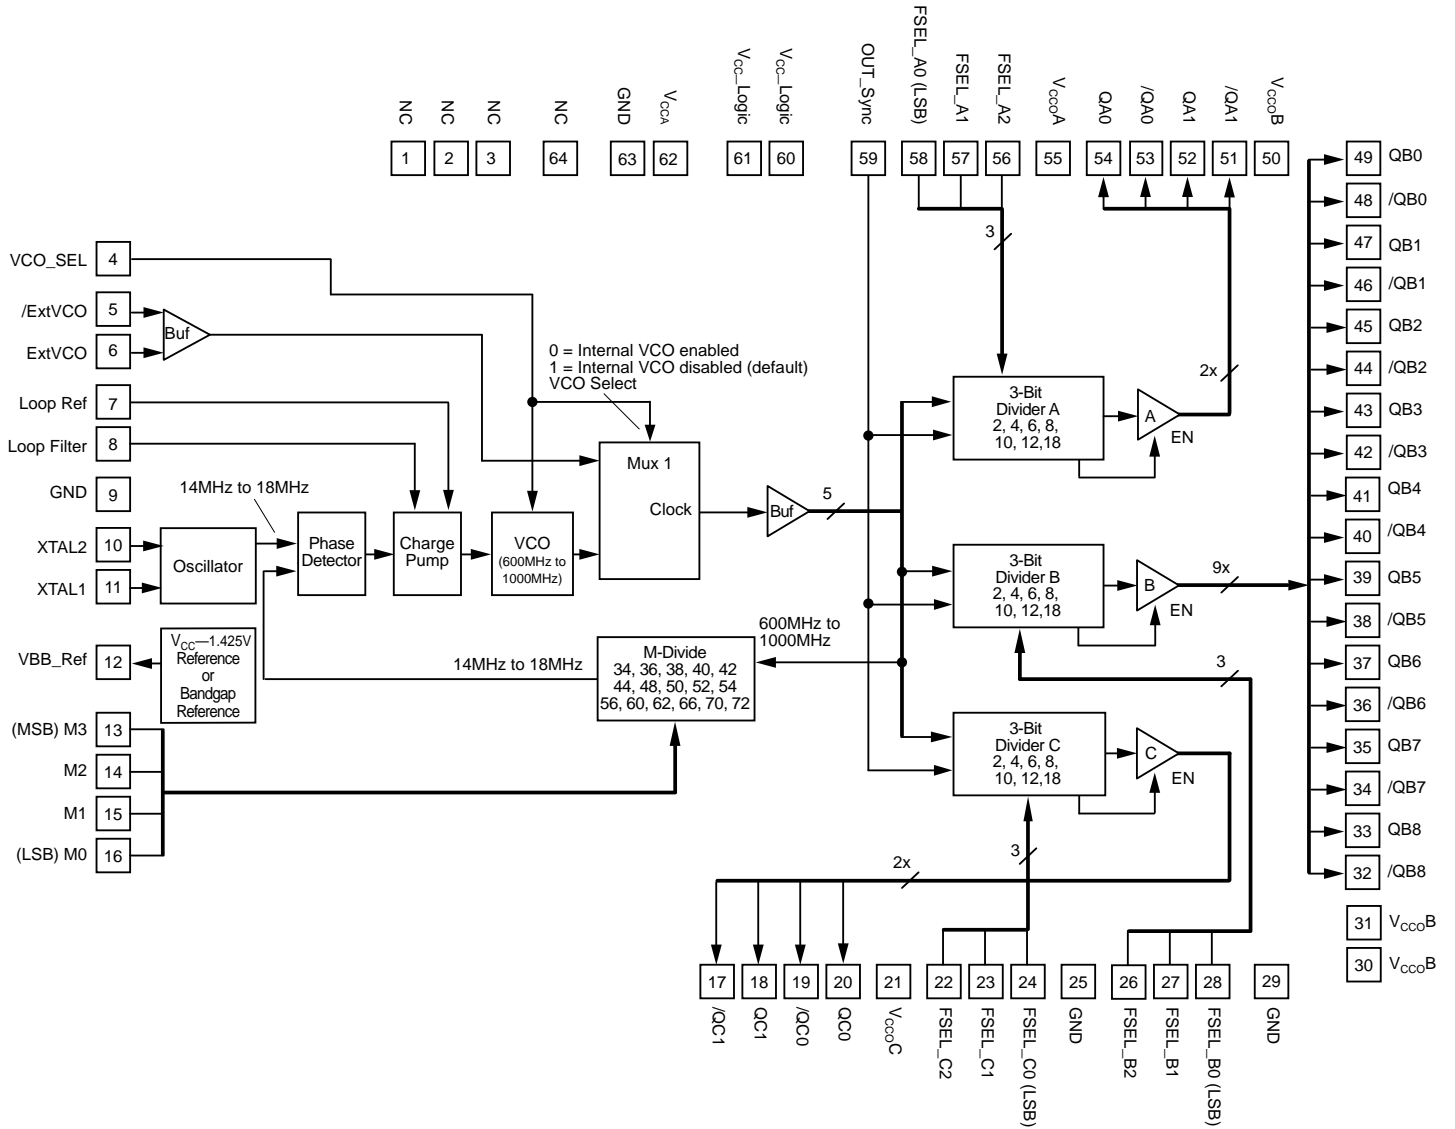 NC
NC
NC
NC
GND
VCCA
VCC_Logic
VCC_Logic
OUT_Sync
FSEL_A0 (LSB)
FSEL_A1
FSEL_A2
VCCOA
QA0
/QA0
QA1
/QA1
VCCOB
1
2
3
64
63
62
61
60
59
58
57
56
55
54
53
52
51
50
49 QB0
48 /QB0
47 QB1
46 /QB1
45 QB2
44 /QB2
43 QB3
42 /QB3
41 QB4
40 /QB4
39 QB5
38 /QB5
37 QB6
36 /QB6
35 QB7
34 /QB7
33 QB8
32 /QB8
31 VCCOB
30 VCCOB
VCO_SEL 4
/ExtVCO 5
ExtVCO 6
Loop Ref 7
Loop Filter 8
GND 9
XTAL2 10
XTAL1 11
VBB_Ref 12
(MSB) M3 13
M2 14
M1 15
(LSB) M0 16
Buf
0 = Internal VCO enabled
1 = Internal VCO disabled (default)
VCO Select
14MHz to 18MHz
Oscillator
Phase
Detector
Charge
Pump
VCO
(600MHz to
1000MHz)
Mux 1
Clock
Buf
5
VCC—1.425V
Reference
or
Bandgap
Reference
14MHz to 18MHz
M-Divide
34, 36, 38, 40, 42
44, 48, 50, 52, 54
56, 60, 62, 66, 70, 72
600MHz to
1000MHz
3
3-Bit
Divider A
2, 4, 6, 8,
10, 12,18
A
EN
2x
3-Bit
Divider B
2, 4, 6, 8,
10, 12,18
B
EN
9x
3
3-Bit
Divider C
2, 4, 6, 8,
10, 12,18
C
EN
3
2x
17
18
19
20
21
22
23
24
25
26
27
28
29
/QC1
QC1
/QC0
QC0
VCCOC
FSEL_C2
FSEL_C1
FSEL_C0 (LSB)
GND
FSEL_B2
FSEL_B1
FSEL_B0 (LSB)
GND